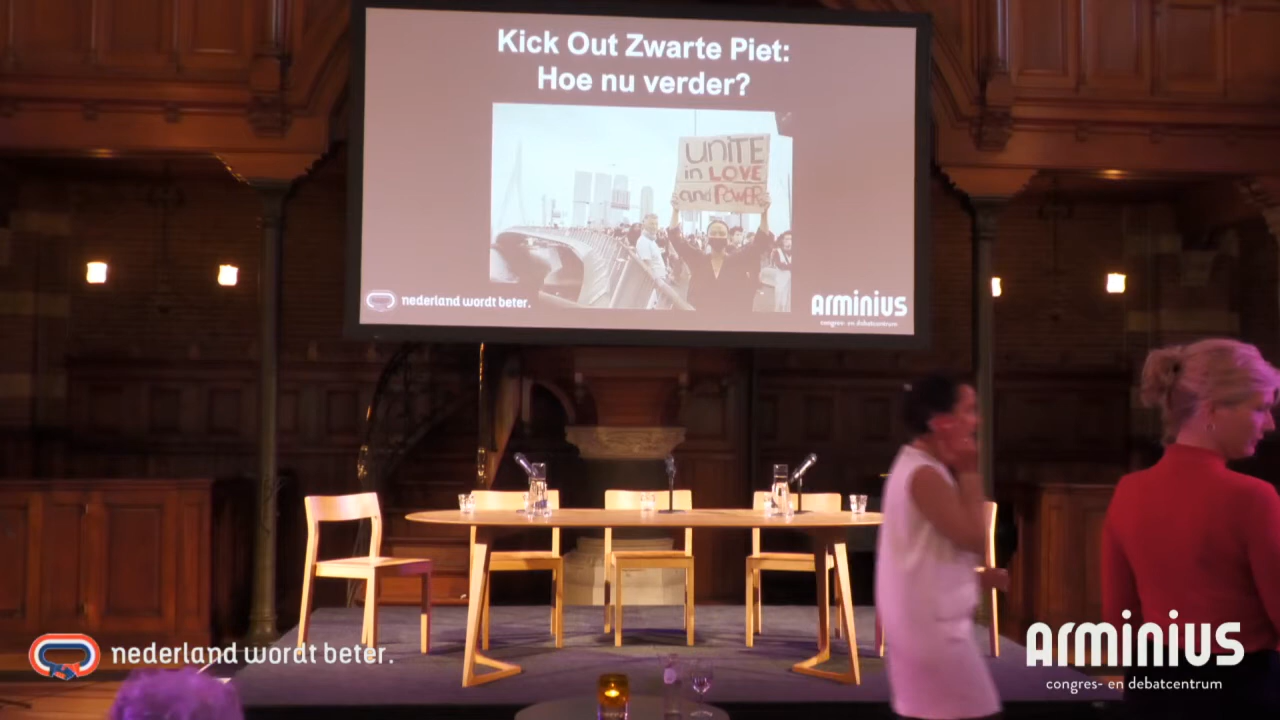 Kick Out Zwarte Piet:
Hoe nu verder?
UNITE
in LOVE
and POWER
nederland wordt beter.
arminius
congres- en debatcentrum
nederland wordt beter.
arminius
congres- en debatcentrum